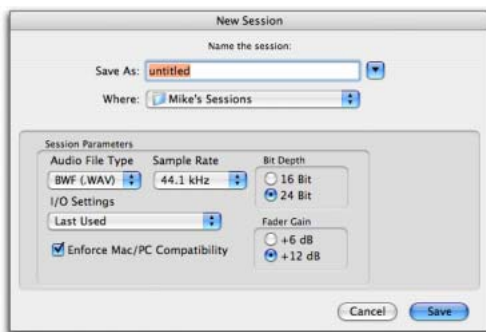 New Session
Name the session:
Save As: untitled
Where: Mike's Sessions
Session Parameters
Audio File Type Sample Rate Bit Depth
BWF (.WAV) 44.1 kHz 16 Bit
24 Bit
I/O Settings
Last Used Fader Gain
Enforce Mac/PC Compatibility +6 dB
+12 dB
Cancel Save